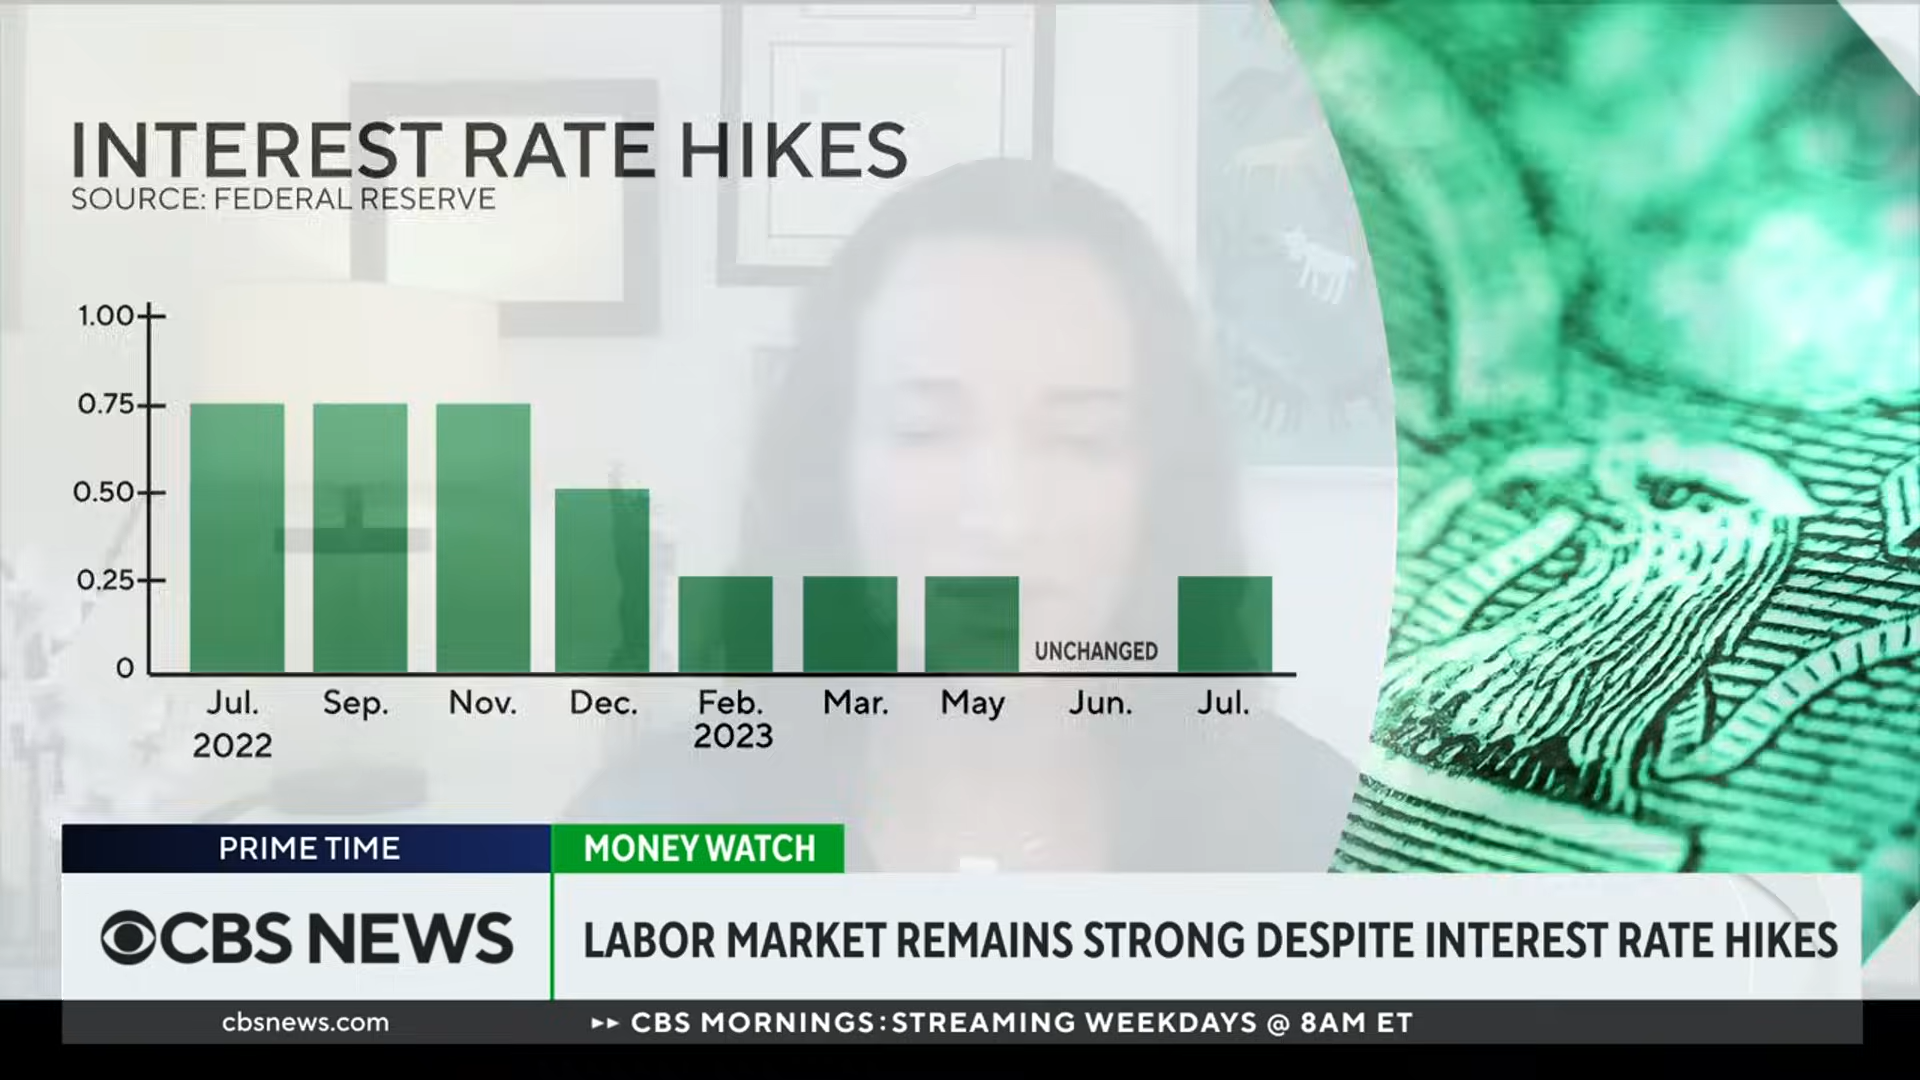 INTEREST RATE HIKES
SOURCE: FEDERAL RESERVE
1.00
0.75
0.50
0.25
0
UNCHANGED
Jul. Sep. Nov. Dec. Feb. Mar. May Jun. Jul.
2022 2023
PRIME TIME MONEY WATCH
CBS NEWS LABOR MARKET REMAINS STRONG DESPITE INTEREST RATE HIKES
cbsnews.com CBS MORNINGS: STREAMING WEEKDAYS @ 8AM ET